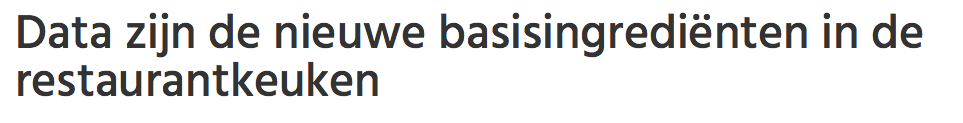 Data zijn de nieuwe basisingrediënten in de
restaurantkeuken